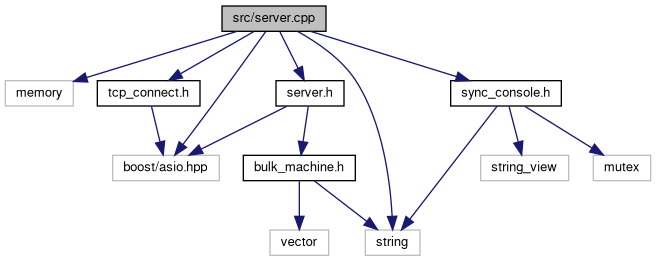 src/server.cpp
memory
tcp_connect.h
server.h
sync_console.h
boost/asio.hpp
bulk_machine.h
string_view
mutex
vector
string